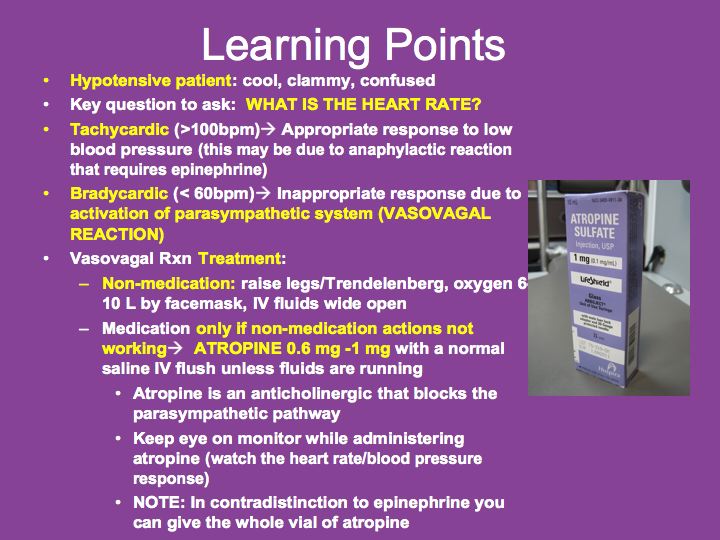 Learning Points
• Hypotensive patient: cool, clammy, confused
• Key question to ask: WHAT IS THE HEART RATE?
• Tachycardic (>100bpm)→ Appropriate response to low
blood pressure (this may be due to anaphylactic reaction
that requires epinephrine)
• Bradycardic (< 60bpm)→ Inappropriate response due to
activation of parasympathetic system (VASOVAGAL
REACTION)
• Vasovagal Rxn Treatment:
– Non-medication: raise legs/Trendelenberg, oxygen 6-
10 L by facemask, IV fluids wide open
– Medication only if non-medication actions not
working→ ATROPINE 0.6 mg -1 mg with a normal
saline IV flush unless fluids are running
• Atropine is an anticholinergic that blocks the
parasympathetic pathway
• Keep eye on monitor while administering
atropine (watch the heart rate/blood pressure
response)
• NOTE: In contradistinction to epinephrine you
can give the whole vial of atropine
10 mL
ATROPINE
SULFATE
Injection, USP
1 mg (0.1 mg/mL)
LifeShield
Glass
Hospira